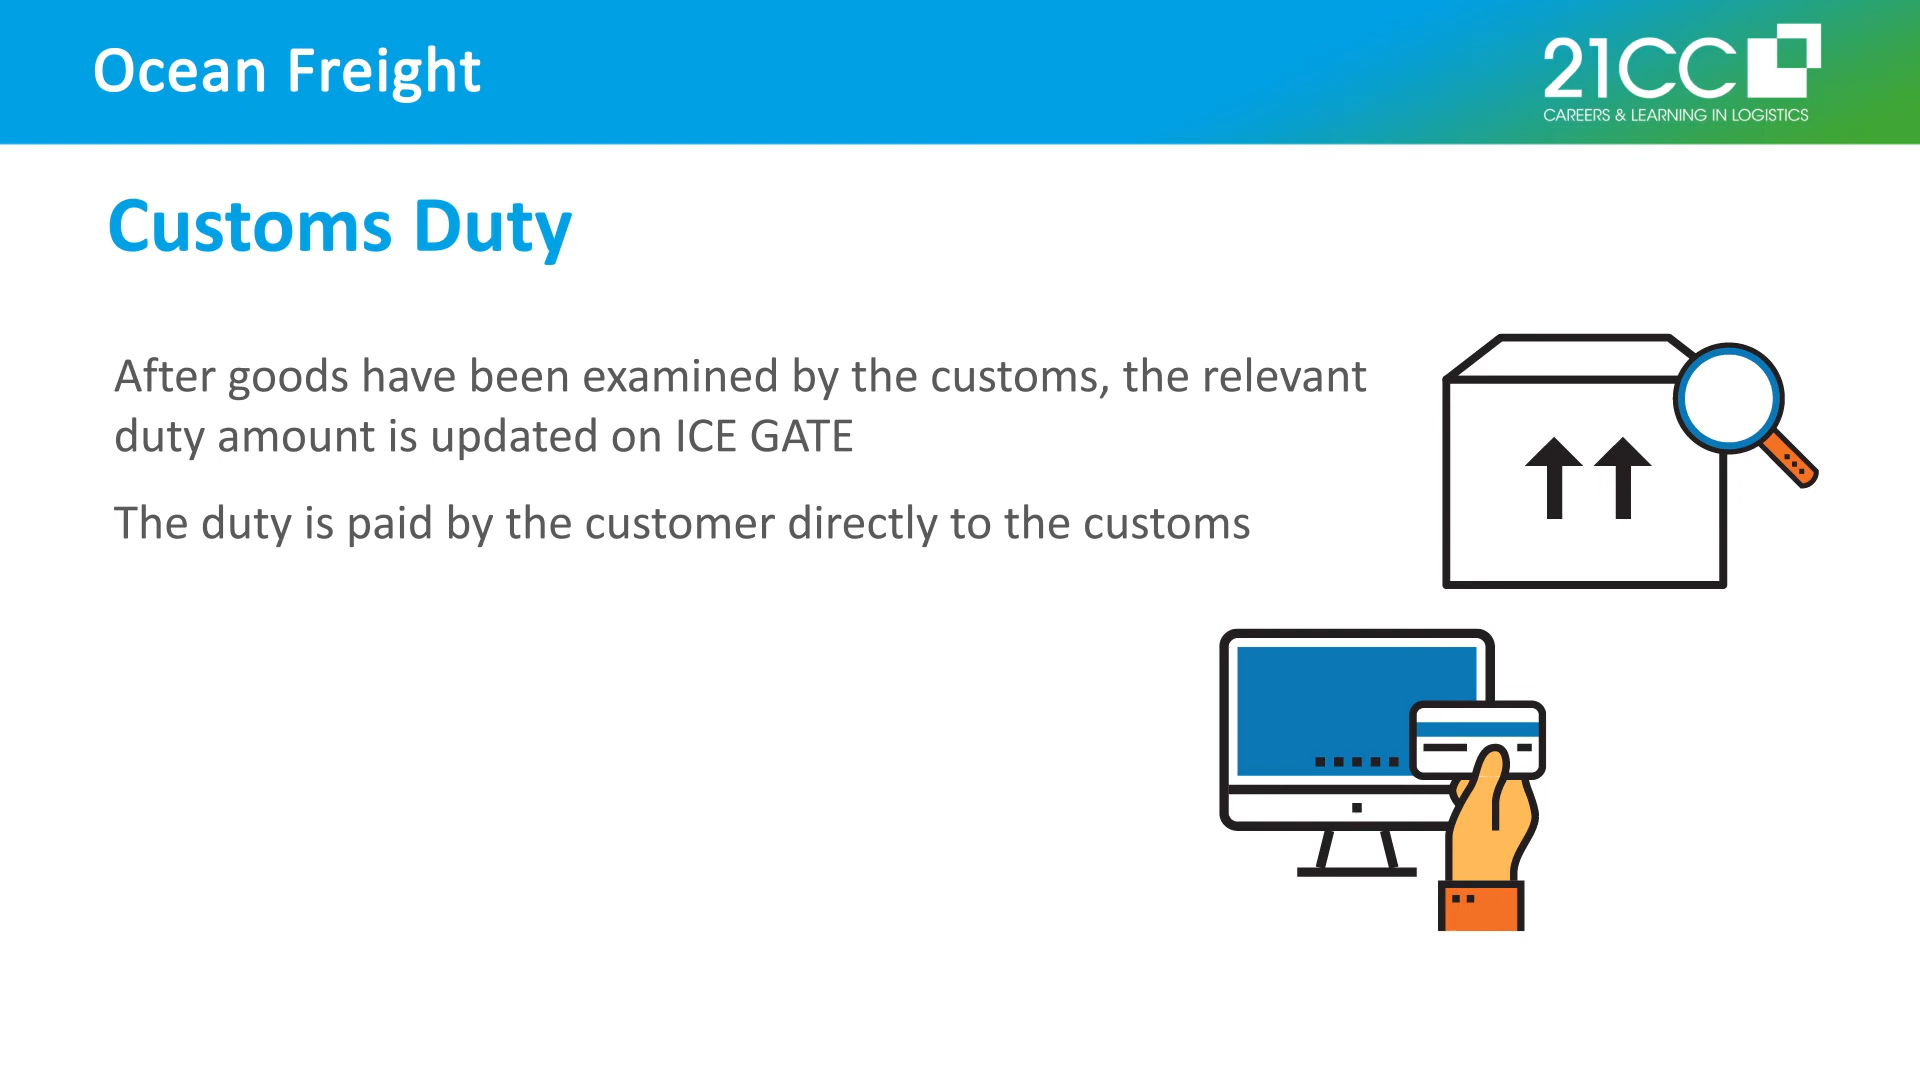 Ocean Freight
21CC
CAREERS & LEARNING IN LOGISTICS
Customs Duty
After goods have been examined by the customs, the relevant
duty amount is updated on ICE GATE
The duty is paid by the customer directly to the customs